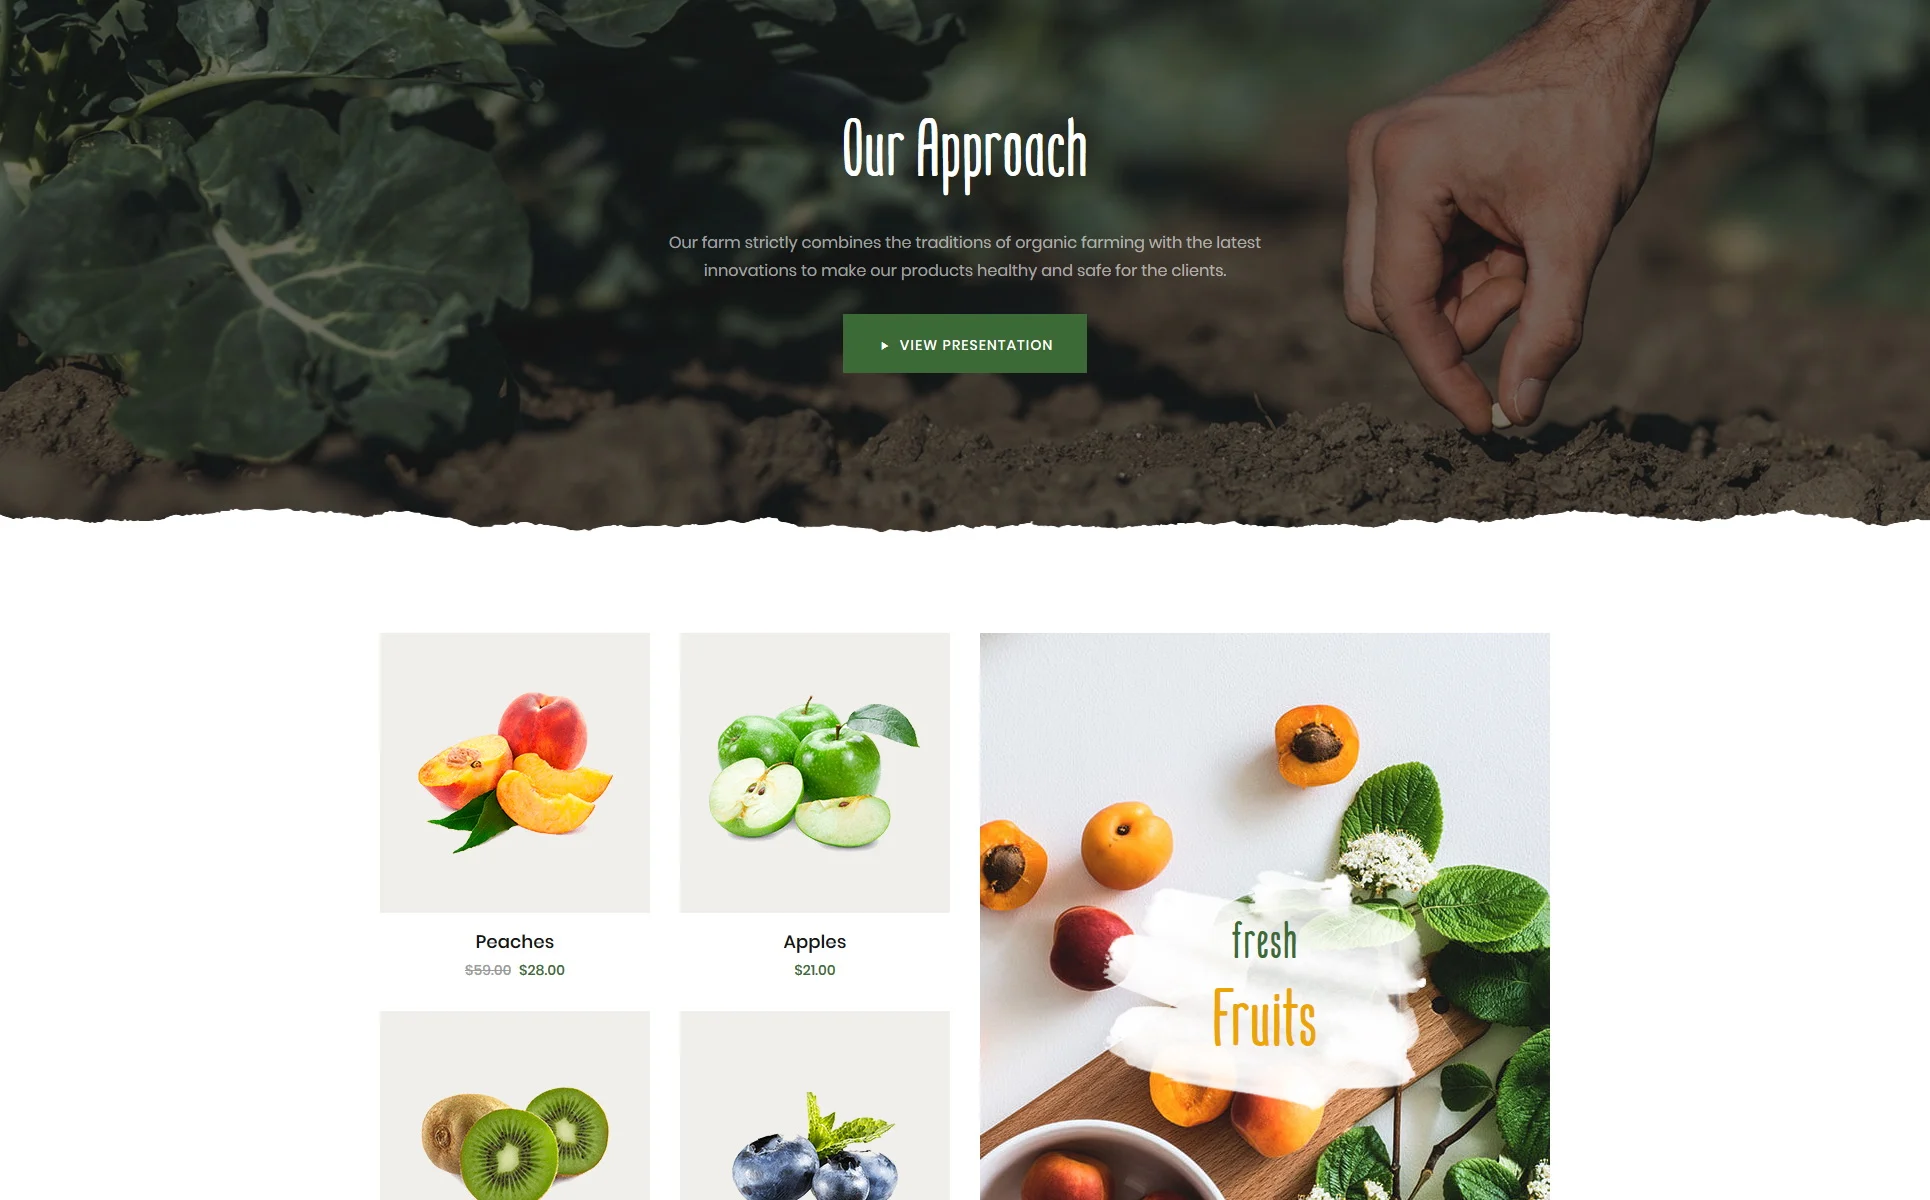 Our Approach
Our farm strictly combines the traditions of organic farming with the latest
innovations to make our products healthy and safe for the clients.
VIEW PRESENTATION
Peaches
$59.00 $28.00
Apples
$21.00
fresh
Fruits